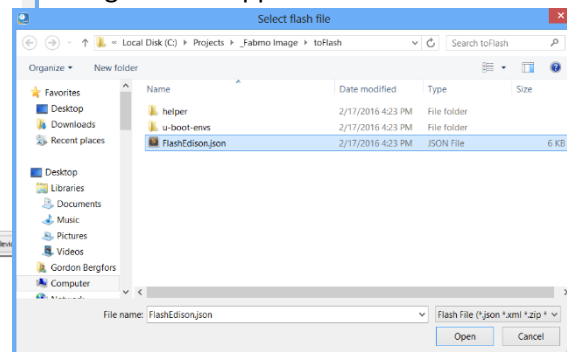 Select flash file
« Local Disk (C:) ▸ Projects ▸ _Fabmo Image ▸ toFlash
Search toFlash
Organize
New folder
Name
Date modified
Type
Size
Favorites
Desktop
Downloads
Recent places
Desktop
Libraries
Documents
Music
Pictures
Videos
Gordon Bergfors
Computer
helper
2/17/2016 4:23 PM
File folder
u-boot-envs
2/17/2016 4:23 PM
File folder
FlashEdison.json
2/17/2016 4:23 PM
JSON File
6 KB
File name:
FlashEdison.json
Flash File (*.json *.xml *.zip *
Open
Cancel